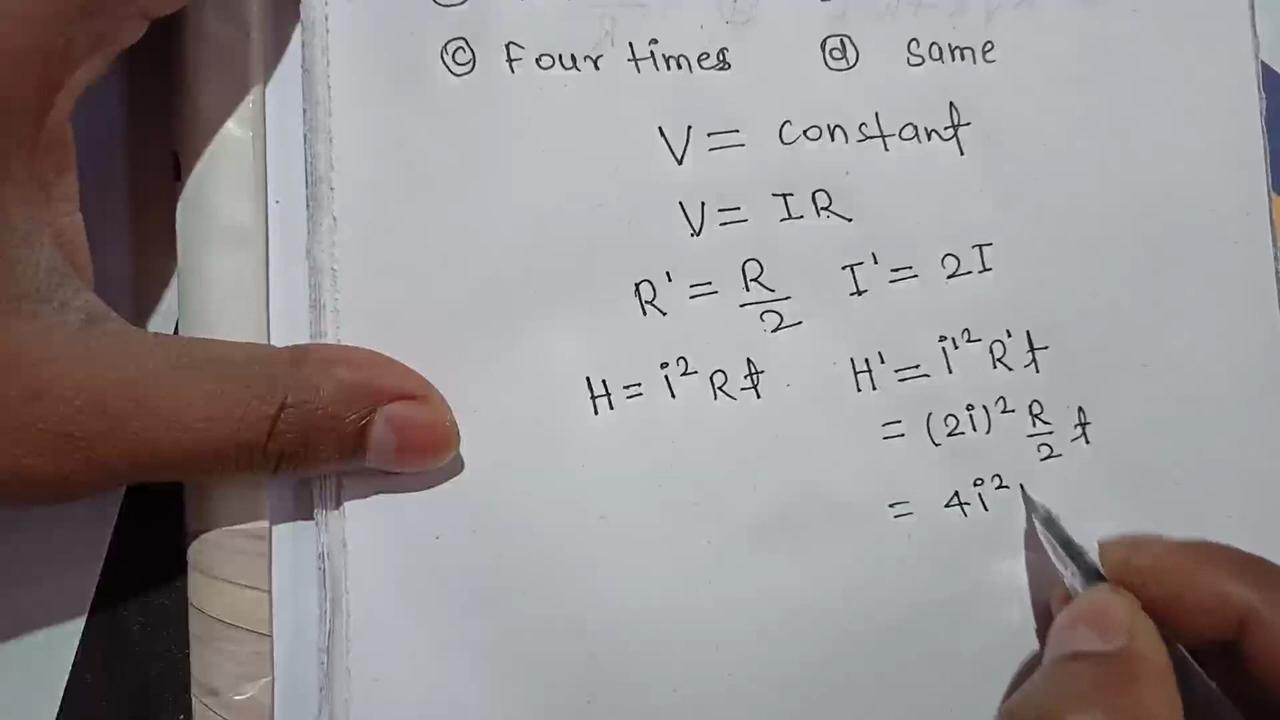 ⓒ Four times ⓓ Same
V = constant
V = IR
R' = R/2 I' = 2I
H = i²Rt. H' = i'²R't
= (2i)² R/2 t
= 4i²